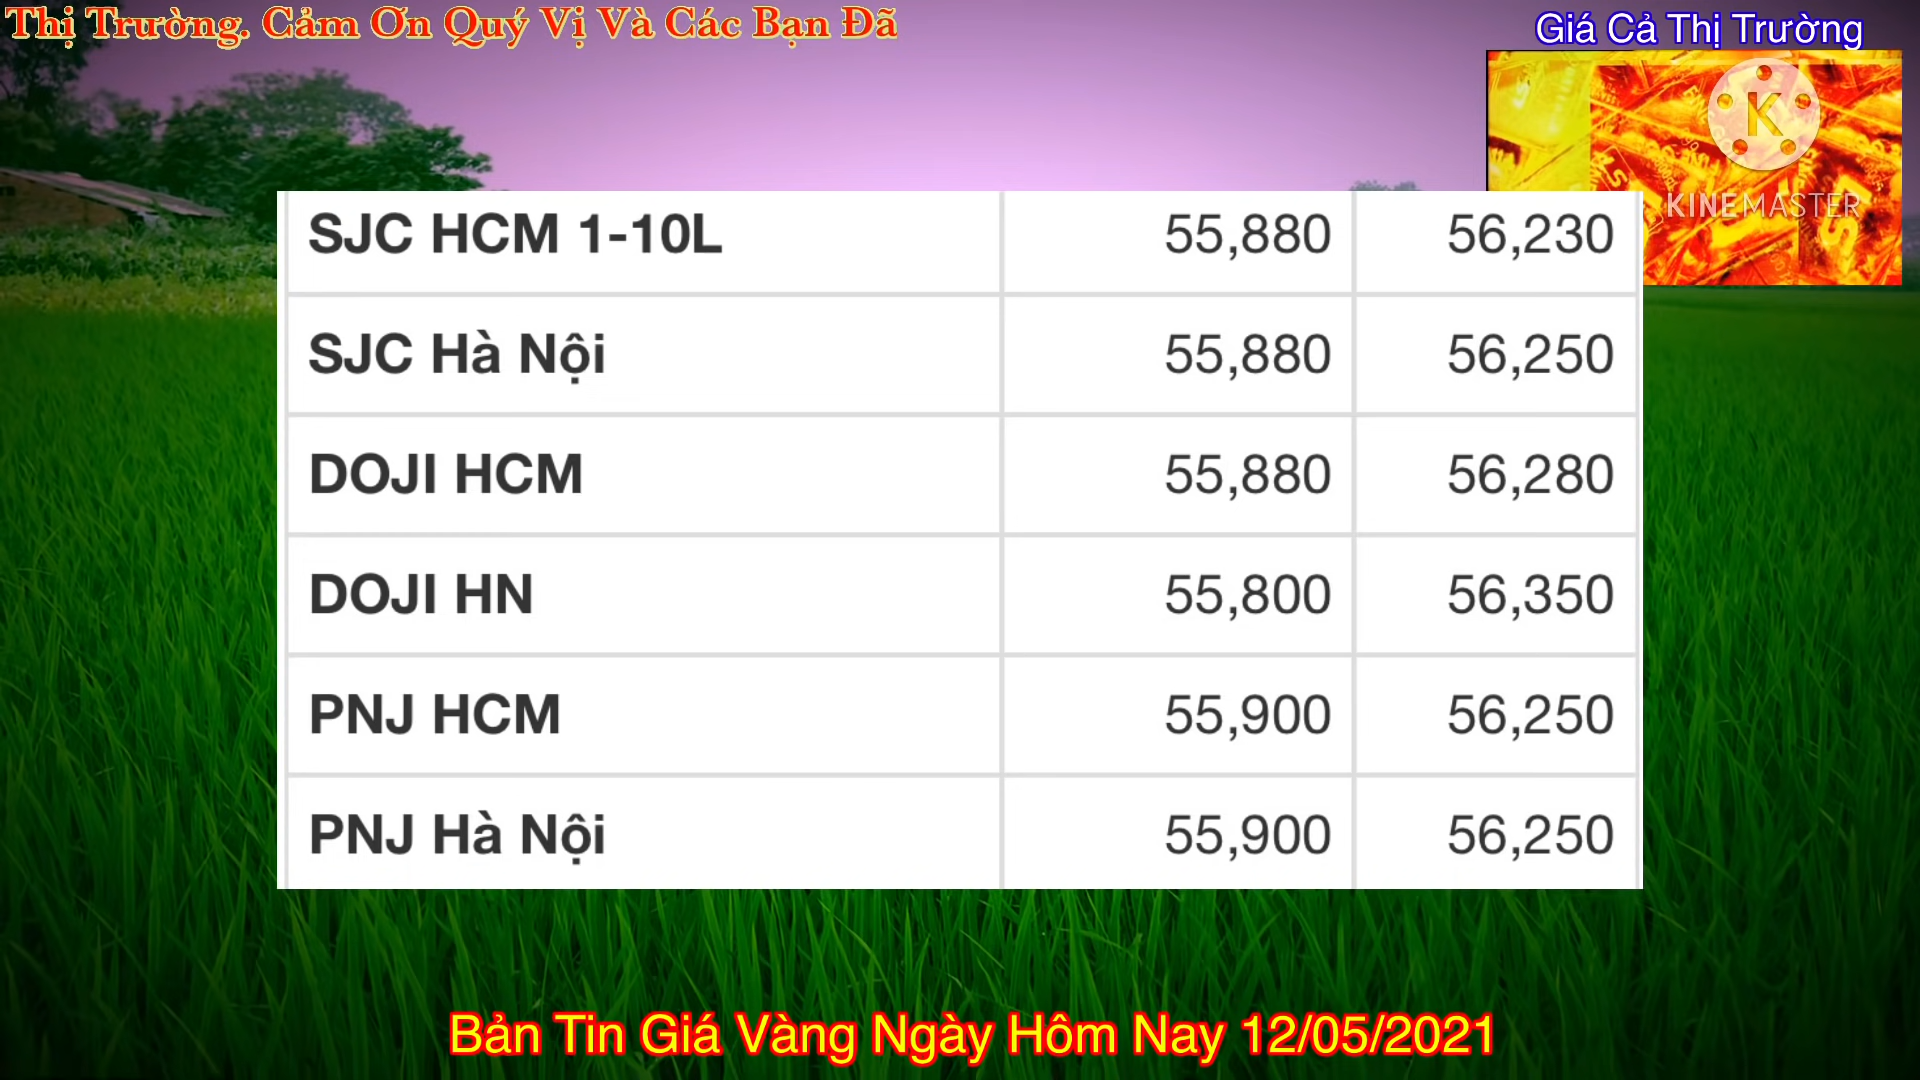 Thị Trường. Cảm Ơn Quý Vị Và Các Bạn Đã
Giá Cả Thị Trường
K
KINEMASTER
SJC HCM 1-10L 55,880 56,230
SJC Hà Nội 55,880 56,250
DOJI HCM 55,880 56,280
DOJI HN 55,800 56,350
PNJ HCM 55,900 56,250
PNJ Hà Nội 55,900 56,250
Bản Tin Giá Vàng Ngày Hôm Nay 12/05/2021